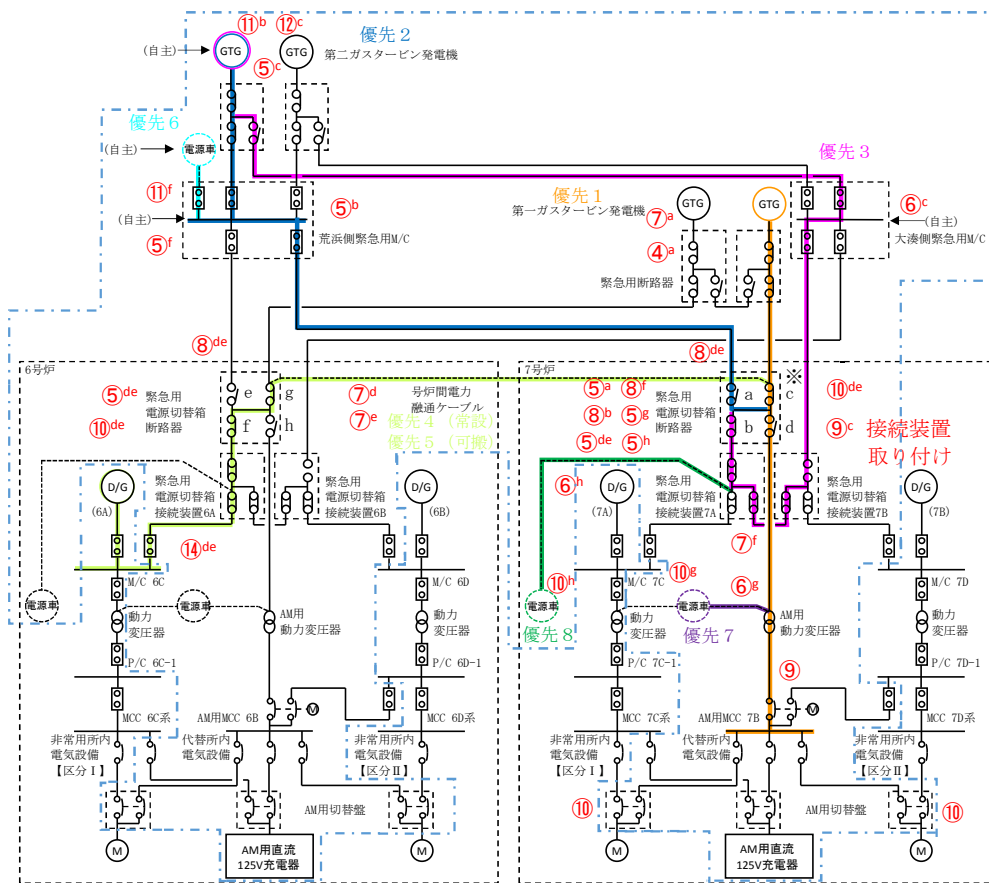 ⑪b
⑫c
優先2
(自主)
GTG
GTG
第二ガスタービン発電機
⑤c
優先6
(自主)
電源車
優先3
⑪f
優先1
第一ガスタービン発電機
⑦a
GTG
GTG
⑥c
(自主)
⑤b
(自主)
⑤f
荒浜側緊急用M/C
大湊側緊急用M/C
④a
緊急用断路器
⑧de
⑧de
6号炉
7号炉
⑤de
緊急用
電源切替箱
断路器
⑩de
e
g
f
h
⑦d
⑦e
号炉間電力
融通ケーブル
優先4 (常設)
優先5 (可搬)
⑤a
⑧f
⑧b
⑤g
⑤de
⑤h
緊急用
電源切替箱
断路器
a
c
※
b
d
⑩de
⑨c
接続装置
取り付け
D/G
(6A)
緊急用
電源切替箱
接続装置6A
緊急用
電源切替箱
接続装置6B
D/G
(6B)
⑥h
D/G
(7A)
緊急用
電源切替箱
接続装置7A
緊急用
電源切替箱
接続装置7B
D/G
(7B)
⑭de
⑦f
M/C 6C
M/C 6D
⑩h
M/C 7C
⑩g
⑥g
M/C 7D
電源車
電源車
動力
変圧器
AM用
動力変圧器
動力
変圧器
電源車
優先8
動力
変圧器
電源車
優先7
AM用
動力変圧器
動力
変圧器
P/C 6C-1
P/C 6D-1
P/C 7C-1
P/C 7D-1
⑨
MCC 6C系
AM用MCC 6B
M
MCC 6D系
MCC 7C系
AM用MCC 7B
M
MCC 7D系
非常用所内
電気設備
【区分Ⅰ】
代替所内
電気設備
非常用所内
電気設備
【区分Ⅱ】
非常用所内
電気設備
【区分Ⅰ】
代替所内
電気設備
非常用所内
電気設備
【区分Ⅱ】
AM用切替盤
⑩
AM用切替盤
⑩
M
AM用直流
125V充電器
M
M
AM用直流
125V充電器
M